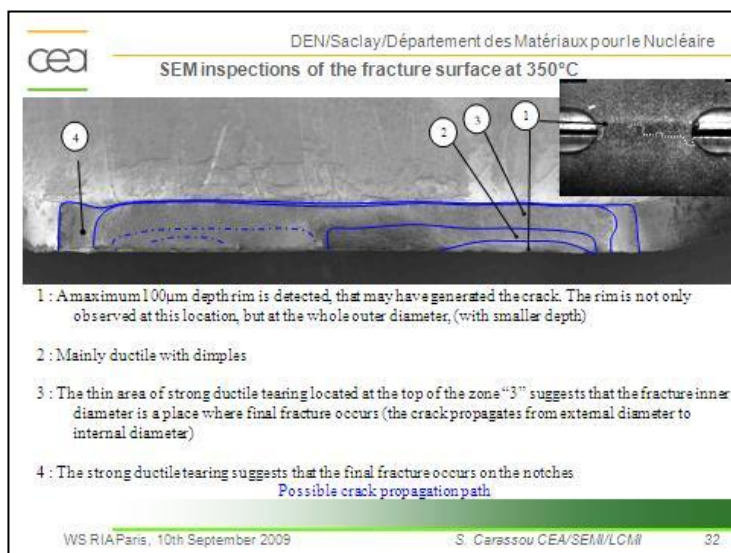 DEN/Saclay/Département des Matériaux pour le Nucléaire
cea
SEM inspections of the fracture surface at 350°C
4
2
3
1
1 : A maximum 100µm depth rim is detected, that may have generated the crack. The rim is not only
observed at this location, but at the whole outer diameter, (with smaller depth)
2 : Mainly ductile with dimples
3 : The thin area of strong ductile tearing located at the top of the zone “3” suggests that the fracture inner
diameter is a place where final fracture occurs (the crack propagates from external diameter to
internal diameter)
4 : The strong ductile tearing suggests that the final fracture occurs on the notches
Possible crack propagation path
WS RIA Paris, 10th September 2009
S. Carassou CEA/SEMI/LCMI
32